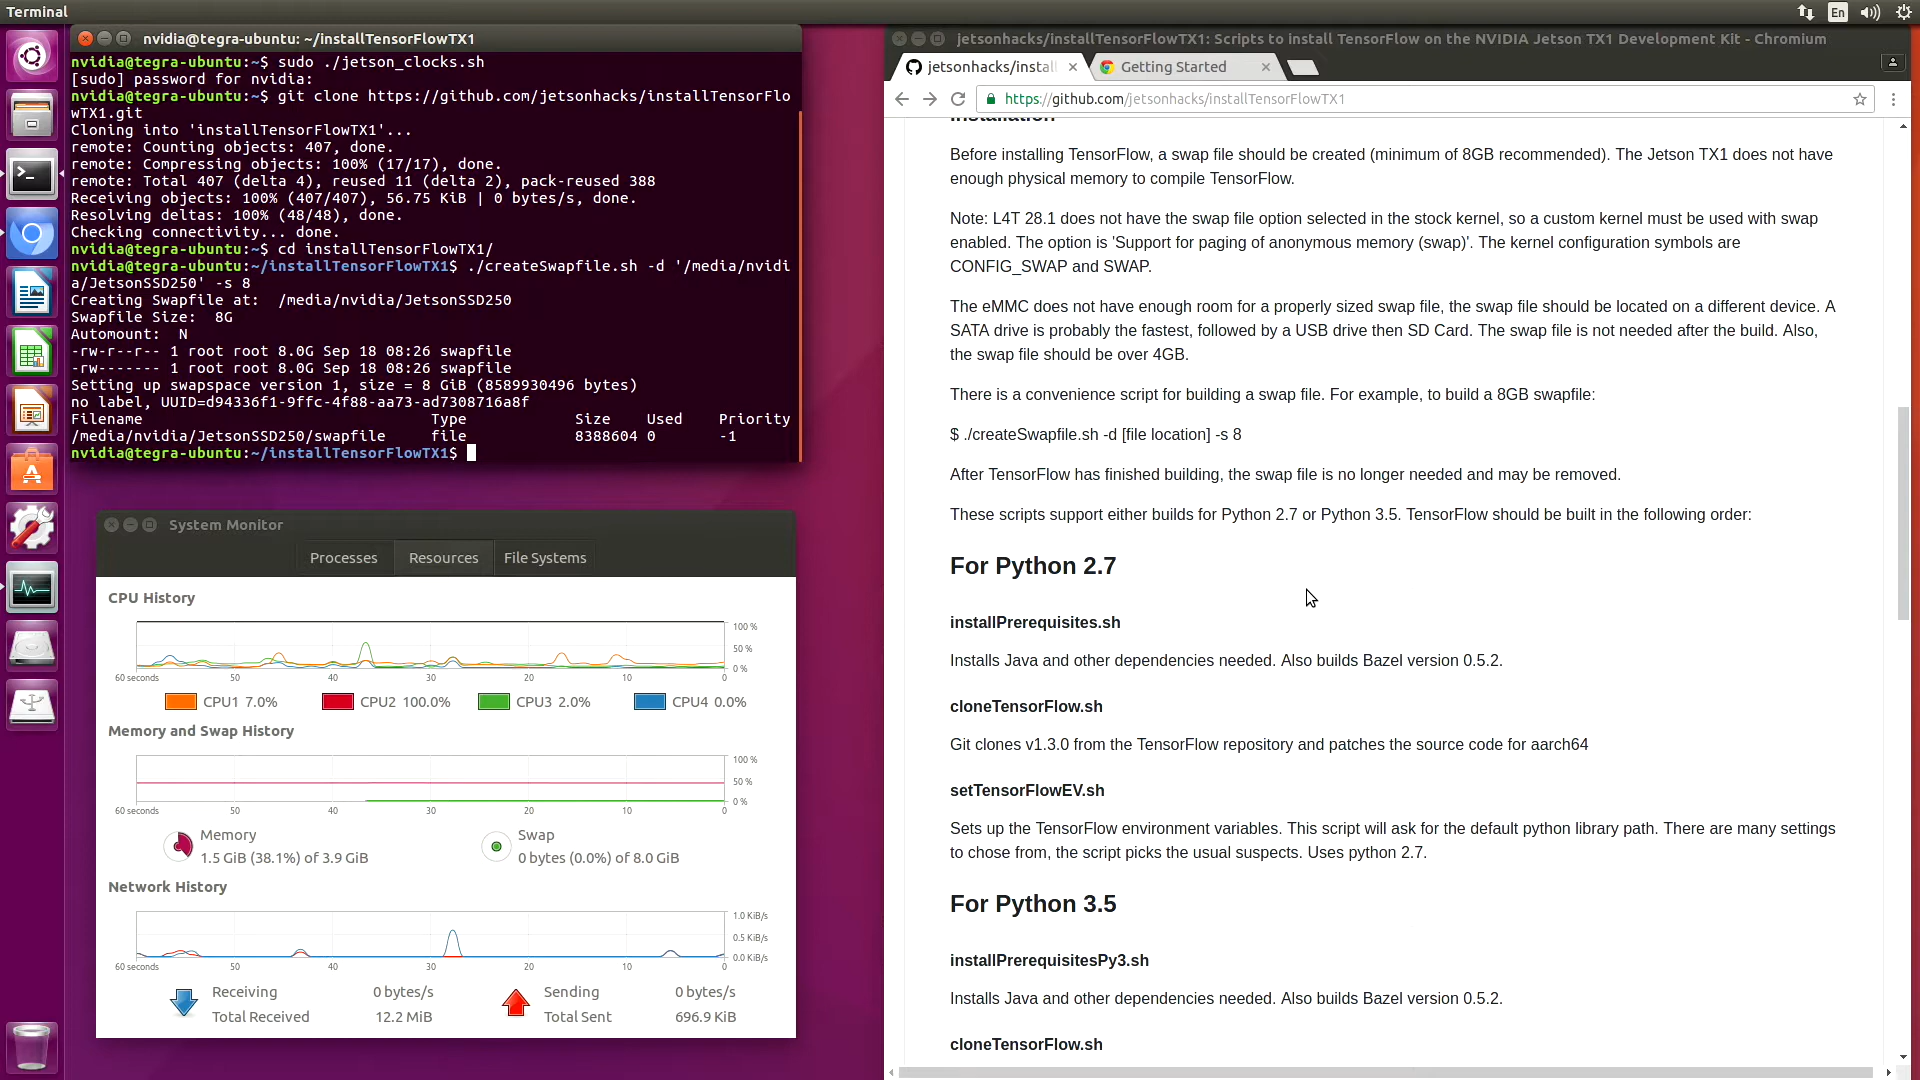 Terminal
En
nvidia@tegra-ubuntu: ~/installTensorFlowTX1
nvidia@tegra-ubuntu:~$ sudo ./jetson_clocks.sh
[sudo] password for nvidia:
nvidia@tegra-ubuntu:~$ git clone https://github.com/jetsonhacks/installTensorFlo
wTX1.git
Cloning into 'installTensorFlowTX1'...
remote: Counting objects: 407, done.
remote: Compressing objects: 100% (17/17), done.
remote: Total 407 (delta 4), reused 11 (delta 2), pack-reused 388
Receiving objects: 100% (407/407), 56.75 KiB | 0 bytes/s, done.
Resolving deltas: 100% (48/48), done.
Checking connectivity... done.
nvidia@tegra-ubuntu:~$ cd installTensorFlowTX1/
nvidia@tegra-ubuntu:~/installTensorFlowTX1$ ./createSwapfile.sh -d '/media/nvidi
a/JetsonSSD250' -s 8
Creating Swapfile at:  /media/nvidia/JetsonSSD250
Swapfile Size:  8G
Automount:  N
-rw-r--r-- 1 root root 8.0G Sep 18 08:26 swapfile
-rw------- 1 root root 8.0G Sep 18 08:26 swapfile
Setting up swapspace version 1, size = 8 GiB (8589930496 bytes)
no label, UUID=d94336f1-9ffc-4f88-aa73-ad7308716a8f
Filename Type Size Used Priority
/media/nvidia/JetsonSSD250/swapfile file 8388604 0 -1
nvidia@tegra-ubuntu:~/installTensorFlowTX1$
System Monitor
Processes Resources File Systems
CPU History
100 %
50 %
0 %
60 seconds 50 40 30 20 10 0
CPU1 7.0% CPU2 100.0% CPU3 2.0% CPU4 0.0%
Memory and Swap History
100 %
50 %
0 %
60 seconds 50 40 30 20 10 0
Memory
1.5 GiB (38.1%) of 3.9 GiB
Swap
0 bytes (0.0%) of 8.0 GiB
Network History
1.0 KiB/s
0.5 KiB/s
0.0 KiB/s
60 seconds 50 40 30 20 10 0
Receiving 0 bytes/s
Total Received 12.2 MiB
Sending 0 bytes/s
Total Sent 696.9 KiB
jetsonhacks/installTensorFlowTX1: Scripts to install TensorFlow on the NVIDIA Jetson TX1 Development Kit - Chromium
jetsonhacks/install
Getting Started
https://github.com/jetsonhacks/installTensorFlowTX1
Installation
Before installing TensorFlow, a swap file should be created (minimum of 8GB recommended). The Jetson TX1 does not have
enough physical memory to compile TensorFlow.
Note: L4T 28.1 does not have the swap file option selected in the stock kernel, so a custom kernel must be used with swap
enabled. The option is 'Support for paging of anonymous memory (swap)'. The kernel configuration symbols are
CONFIG_SWAP and SWAP.
The eMMC does not have enough room for a properly sized swap file, the swap file should be located on a different device. A
SATA drive is probably the fastest, followed by a USB drive then SD Card. The swap file is not needed after the build. Also,
the swap file should be over 4GB.
There is a convenience script for building a swap file. For example, to build a 8GB swapfile:
$ ./createSwapfile.sh -d [file location] -s 8
After TensorFlow has finished building, the swap file is no longer needed and may be removed.
These scripts support either builds for Python 2.7 or Python 3.5. TensorFlow should be built in the following order:
For Python 2.7
installPrerequisites.sh
Installs Java and other dependencies needed. Also builds Bazel version 0.5.2.
cloneTensorFlow.sh
Git clones v1.3.0 from the TensorFlow repository and patches the source code for aarch64
setTensorFlowEV.sh
Sets up the TensorFlow environment variables. This script will ask for the default python library path. There are many settings
to chose from, the script picks the usual suspects. Uses python 2.7.
For Python 3.5
installPrerequisitesPy3.sh
Installs Java and other dependencies needed. Also builds Bazel version 0.5.2.
cloneTensorFlow.sh